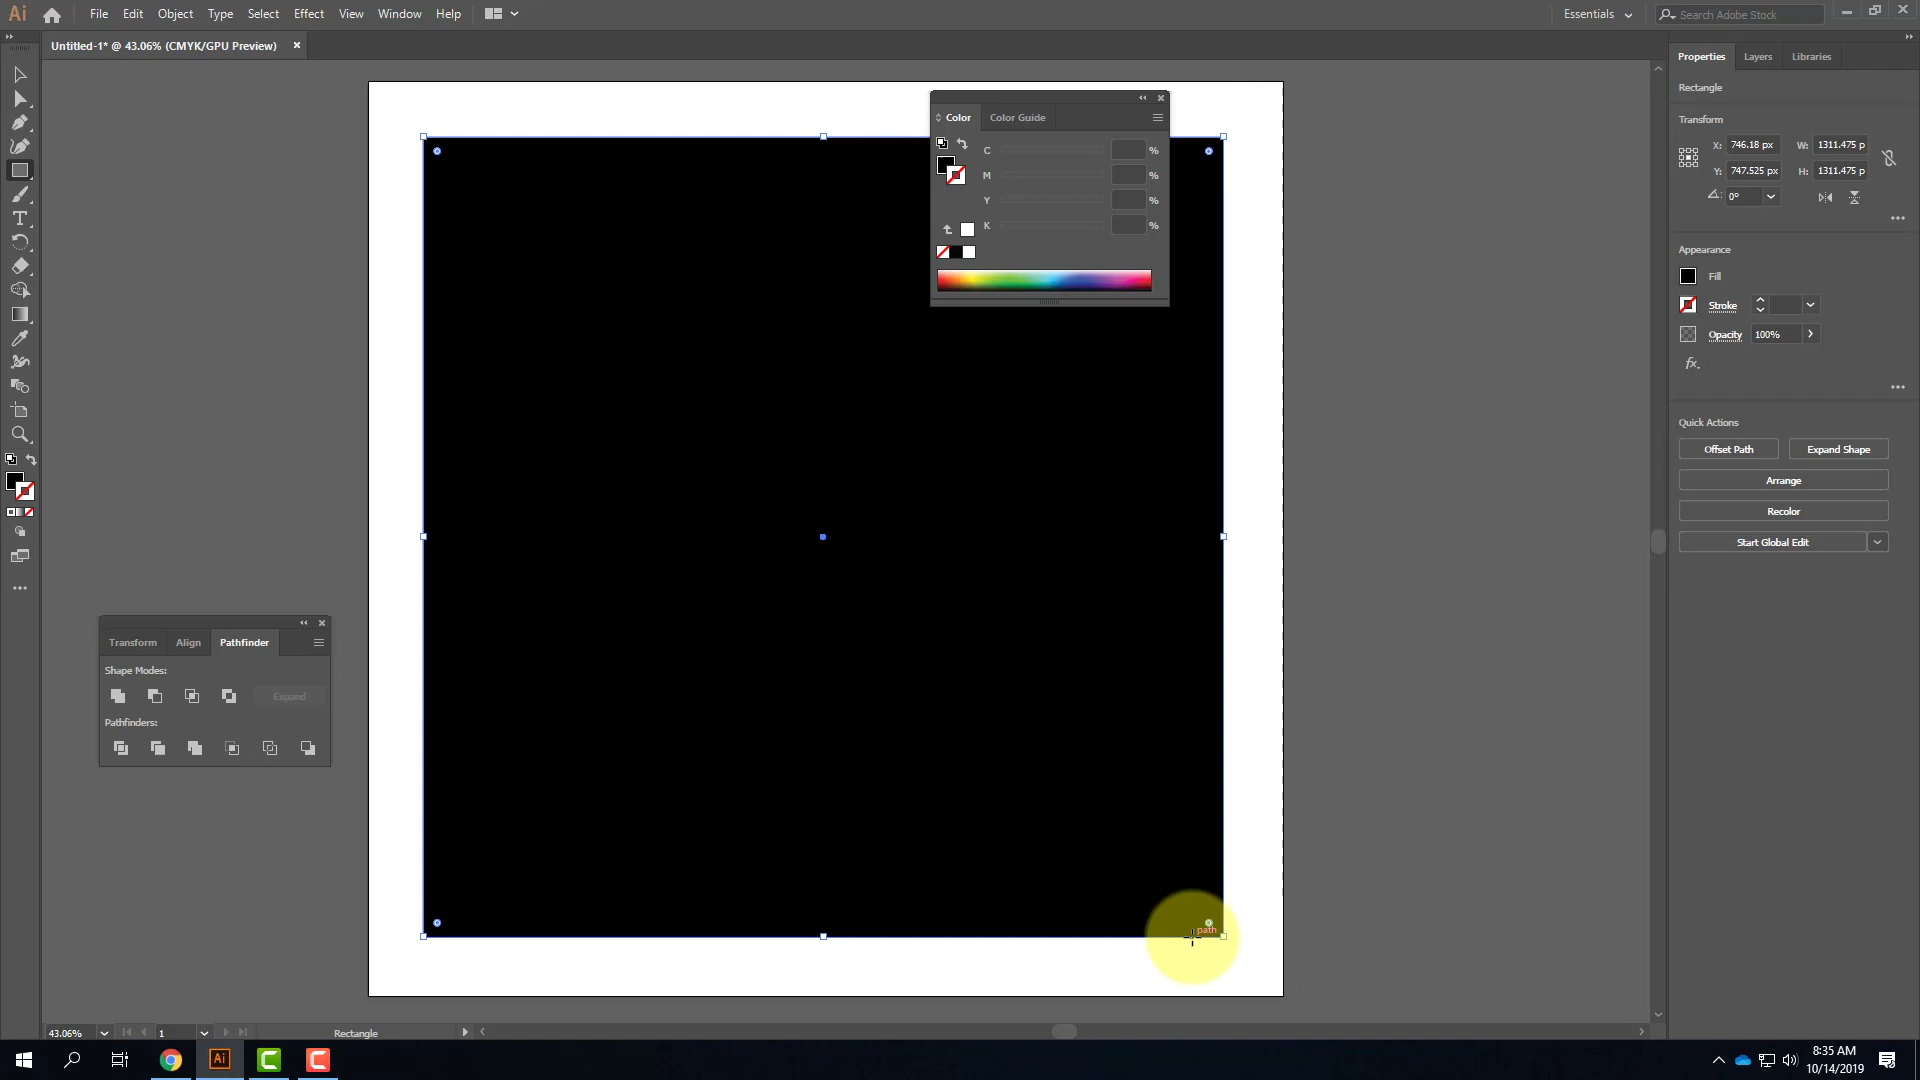 Ai File Edit Object Type Select Effect View Window Help Essentials Search Adobe Stock
Untitled-1* @ 43.06% (CMYK/GPU Preview)
Properties Layers Libraries
Rectangle
Transform
X: 746.18 px W: 1311.475 p
Y: 747.525 px H: 1311.475 p
0°
Appearance
Fill
Stroke
Opacity 100%
fx.
Quick Actions
Offset Path Expand Shape
Arrange
Recolor
Start Global Edit
Color Color Guide
C %
M %
Y %
K %
Transform Align Pathfinder
Shape Modes:
Expand
Pathfinders:
path
43.06% 1 Rectangle
Ai
8:35 AM
10/14/2019